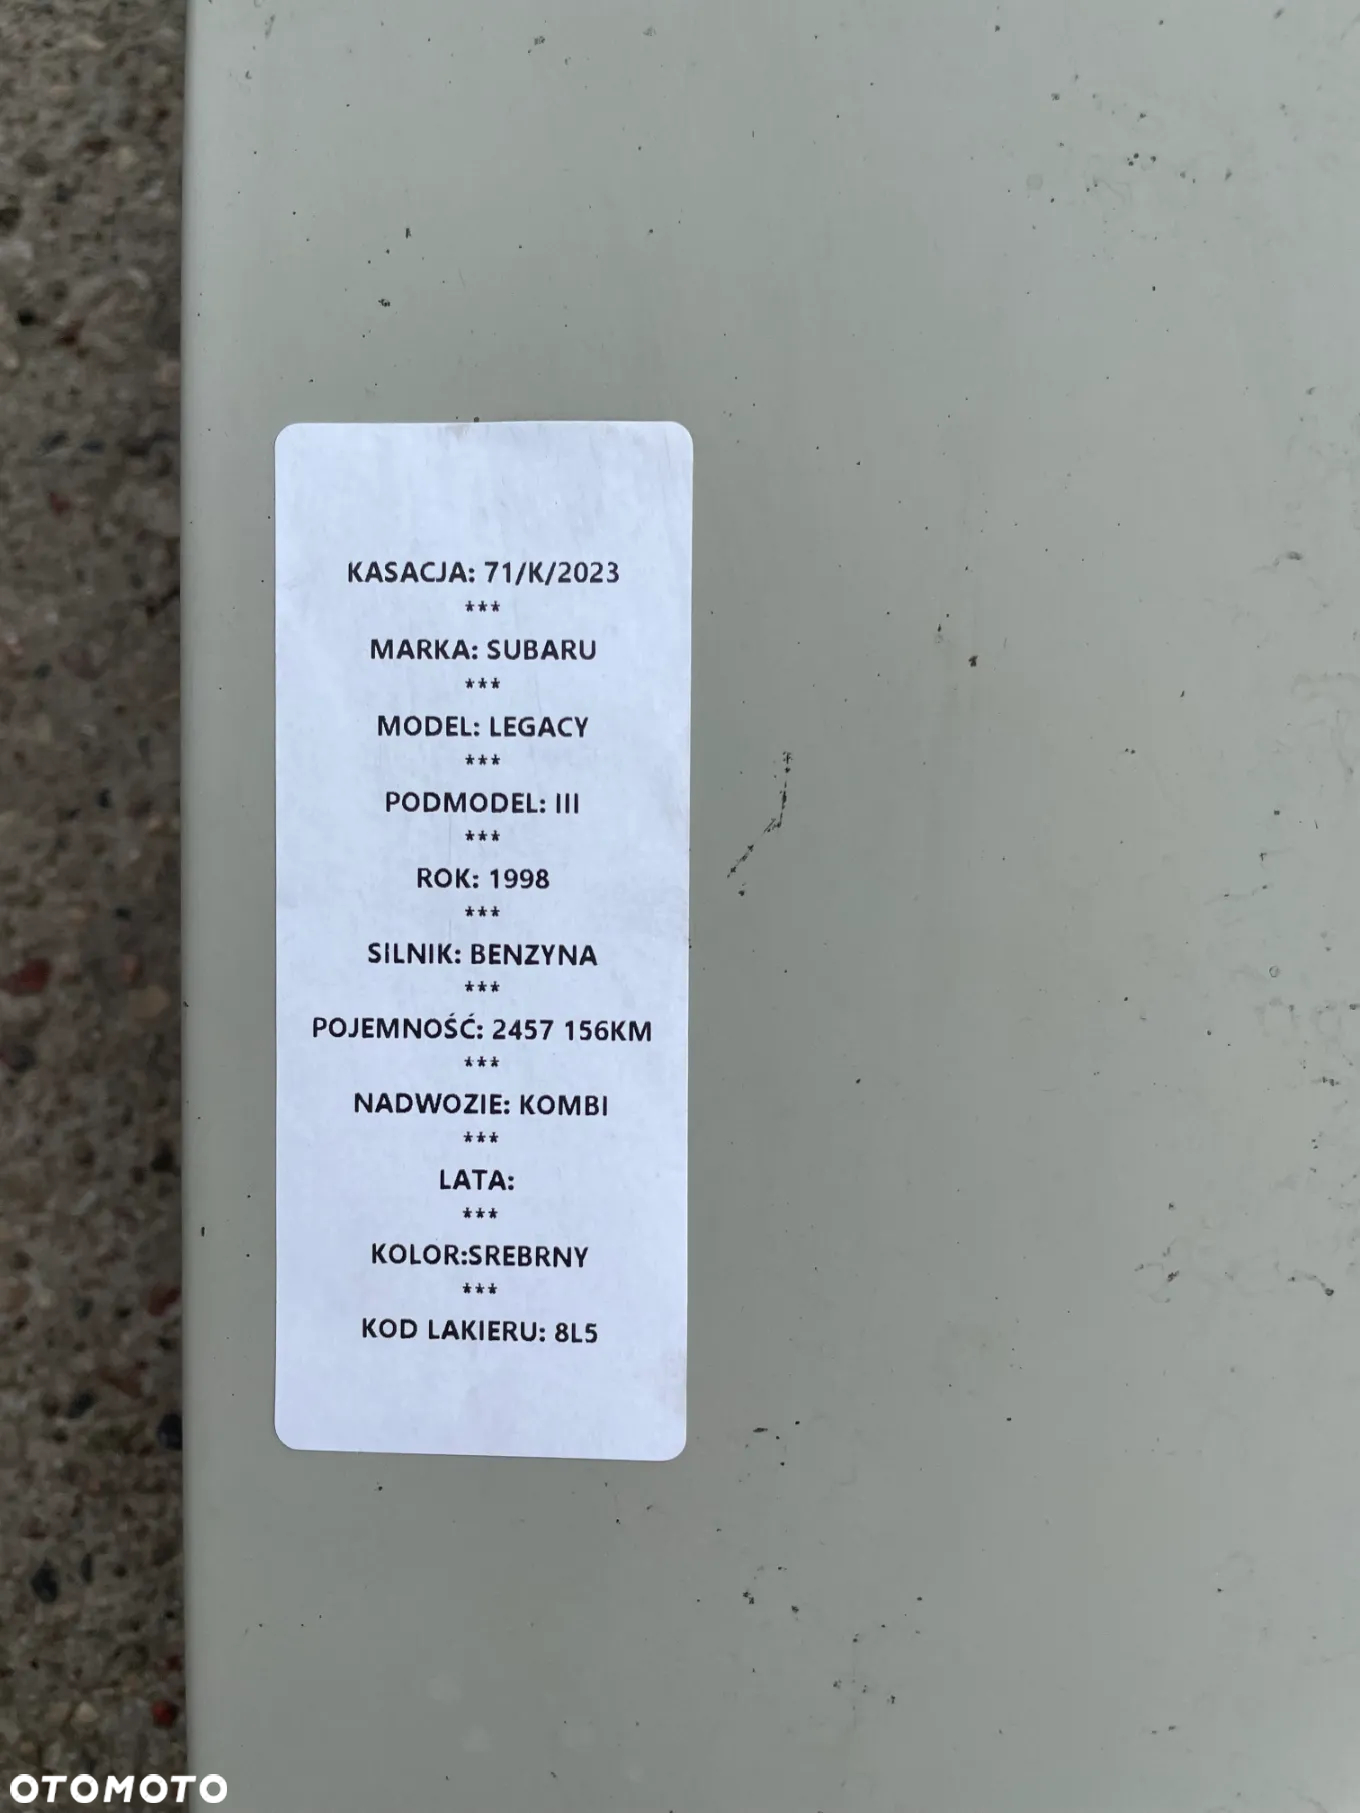 KASACJA: 71/K/2023
***
MARKA: SUBARU
***
MODEL: LEGACY
***
PODMODEL: III
***
ROK: 1998
***
SILNIK: BENZYNA
***
POJEMNOŚĆ: 2457 156KM
***
NADWOZIE: KOMBI
***
LATA:
***
KOLOR:SREBRNY
***
KOD LAKIERU: 8L5
OTOMOTO